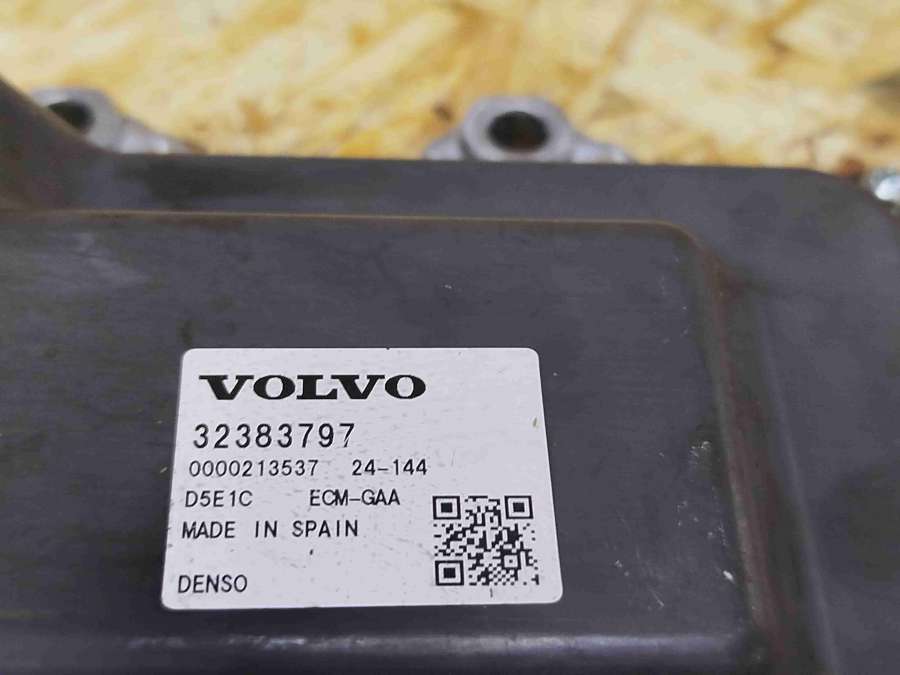 VOLVO
32383797
0000213537 24-144
D5E1C ECM-GAA
MADE IN SPAIN
DENSO